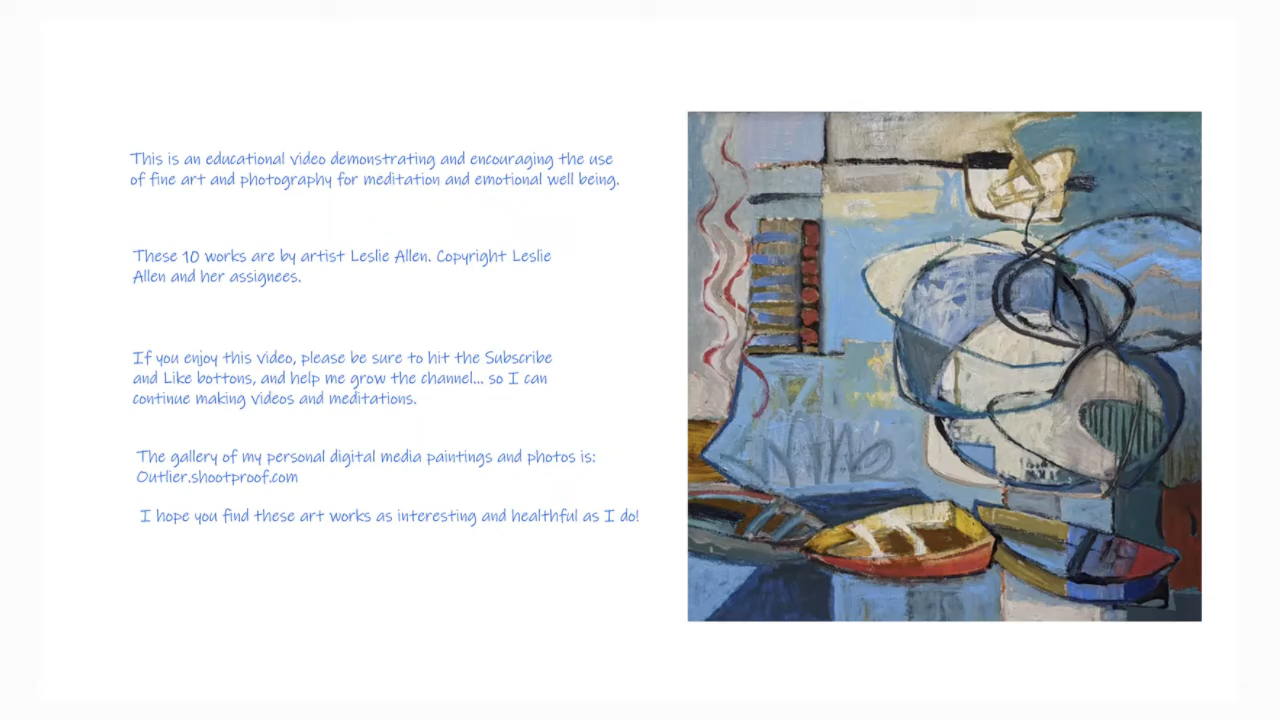 This is an educational video demonstrating and encouraging the use
of fine art and photography for meditation and emotional well being.
These 10 works are by artist Leslie Allen. Copyright Leslie
Allen and her assignees.
If you enjoy this video, please be sure to hit the Subscribe
and Like bottons, and help me grow the channel... so I can
continue making videos and meditations.
The gallery of my personal digital media paintings and photos is:
Outlier.shootproof.com
I hope you find these art works as interesting and healthful as I do!